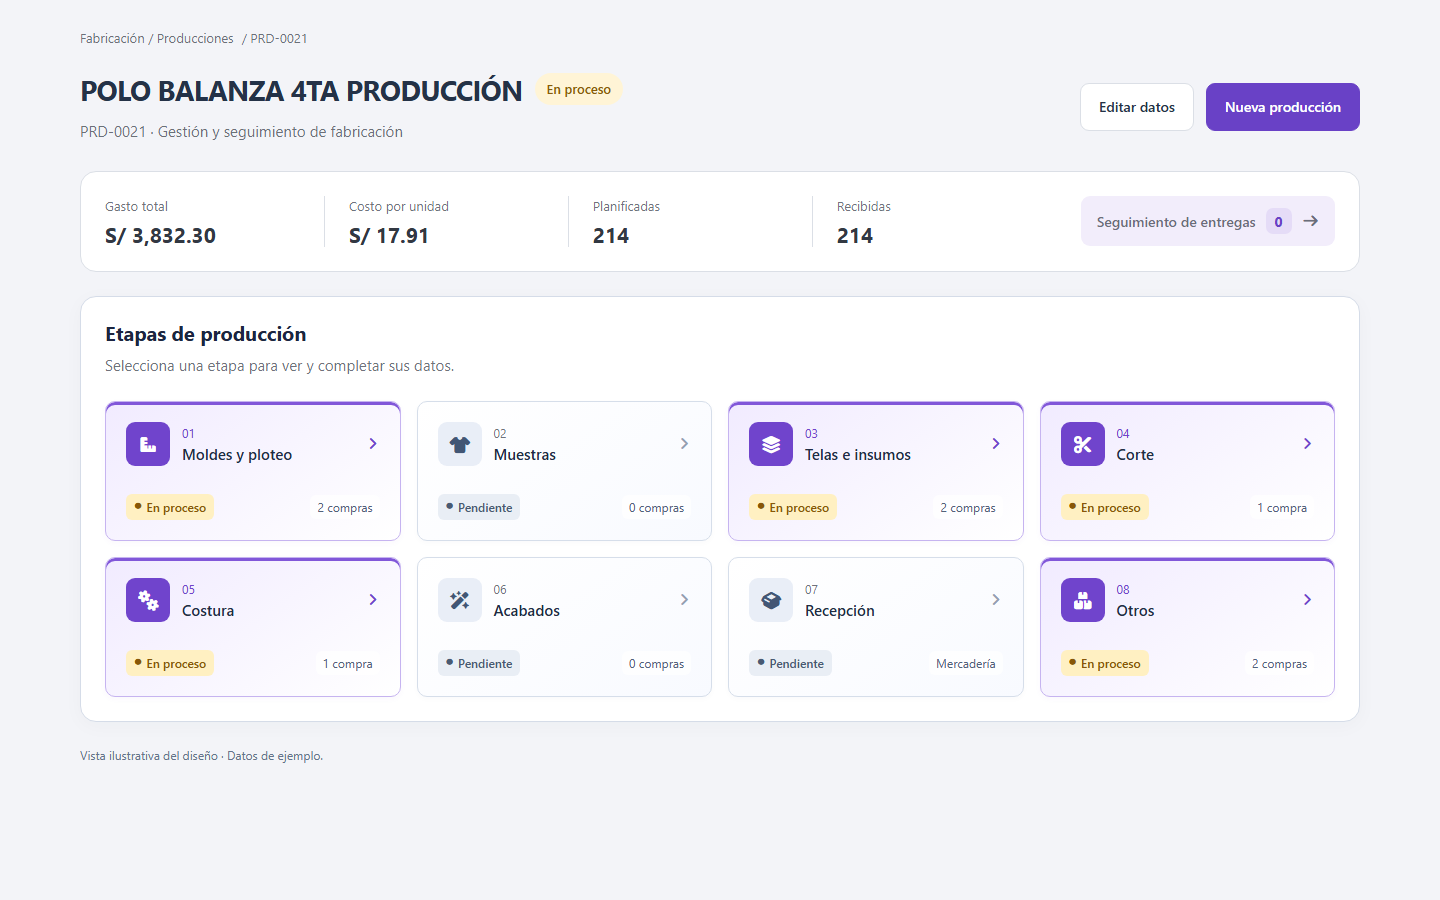 Fabricación / Producciones / PRD-0021
POLO BALANZA 4TA PRODUCCIÓN
En proceso
PRD-0021 · Gestión y seguimiento de fabricación
Editar datos
Nueva producción
Gasto total
S/ 3,832.30
Costo por unidad
S/ 17.91
Planificadas
214
Recibidas
214
Seguimiento de entregas 0
Etapas de producción
Selecciona una etapa para ver y completar sus datos.
01
Moldes y ploteo
En proceso
2 compras
02
Muestras
Pendiente
0 compras
03
Telas e insumos
En proceso
2 compras
04
Corte
En proceso
1 compra
05
Costura
En proceso
1 compra
06
Acabados
Pendiente
0 compras
07
Recepción
Pendiente
Mercadería
08
Otros
En proceso
2 compras
Vista ilustrativa del diseño · Datos de ejemplo.